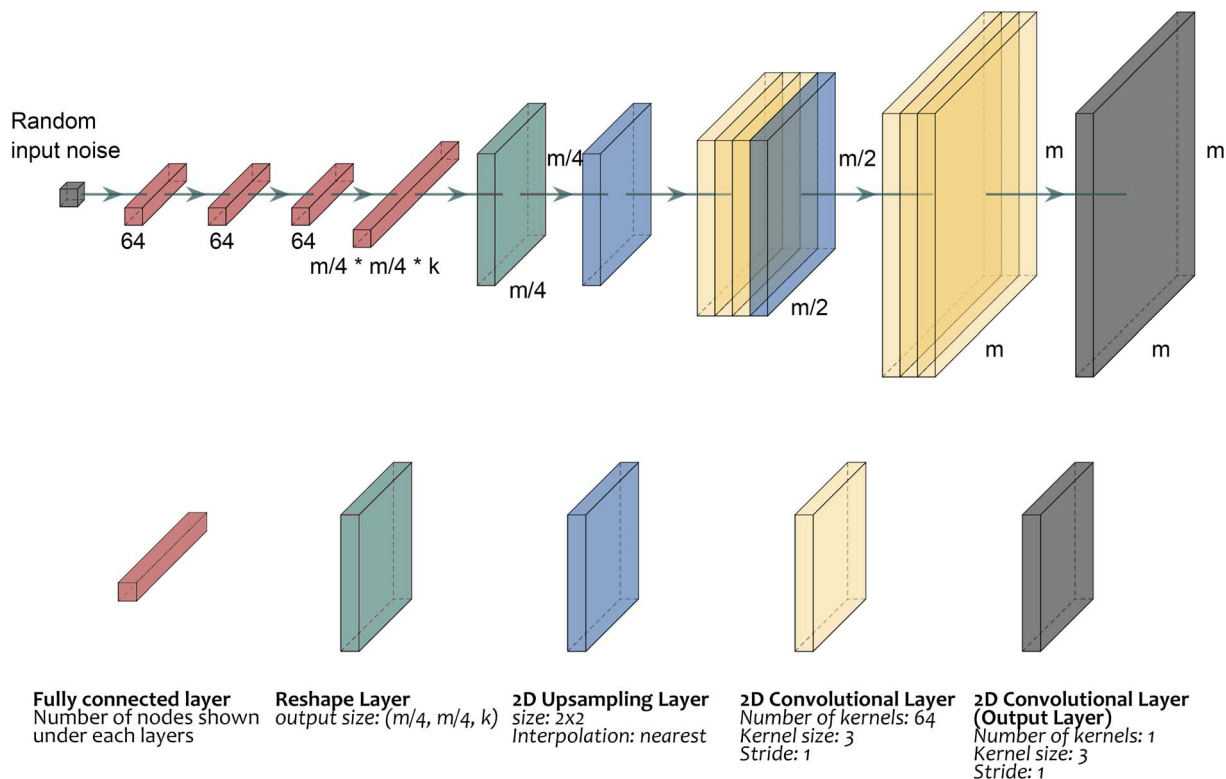 Random
input noise
64
64
64
m/4 * m/4 * k
m/4
m/4
m/2
m/2
m
m
m
m
Fully connected layer
Number of nodes shown
under each layers
Reshape Layer
output size: (m/4, m/4, k)
2D Upsampling Layer
size: 2x2
Interpolation: nearest
2D Convolutional Layer
Number of kernels: 64
Kernel size: 3
Stride: 1
2D Convolutional Layer
(Output Layer)
Number of kernels: 1
Kernel size: 3
Stride: 1